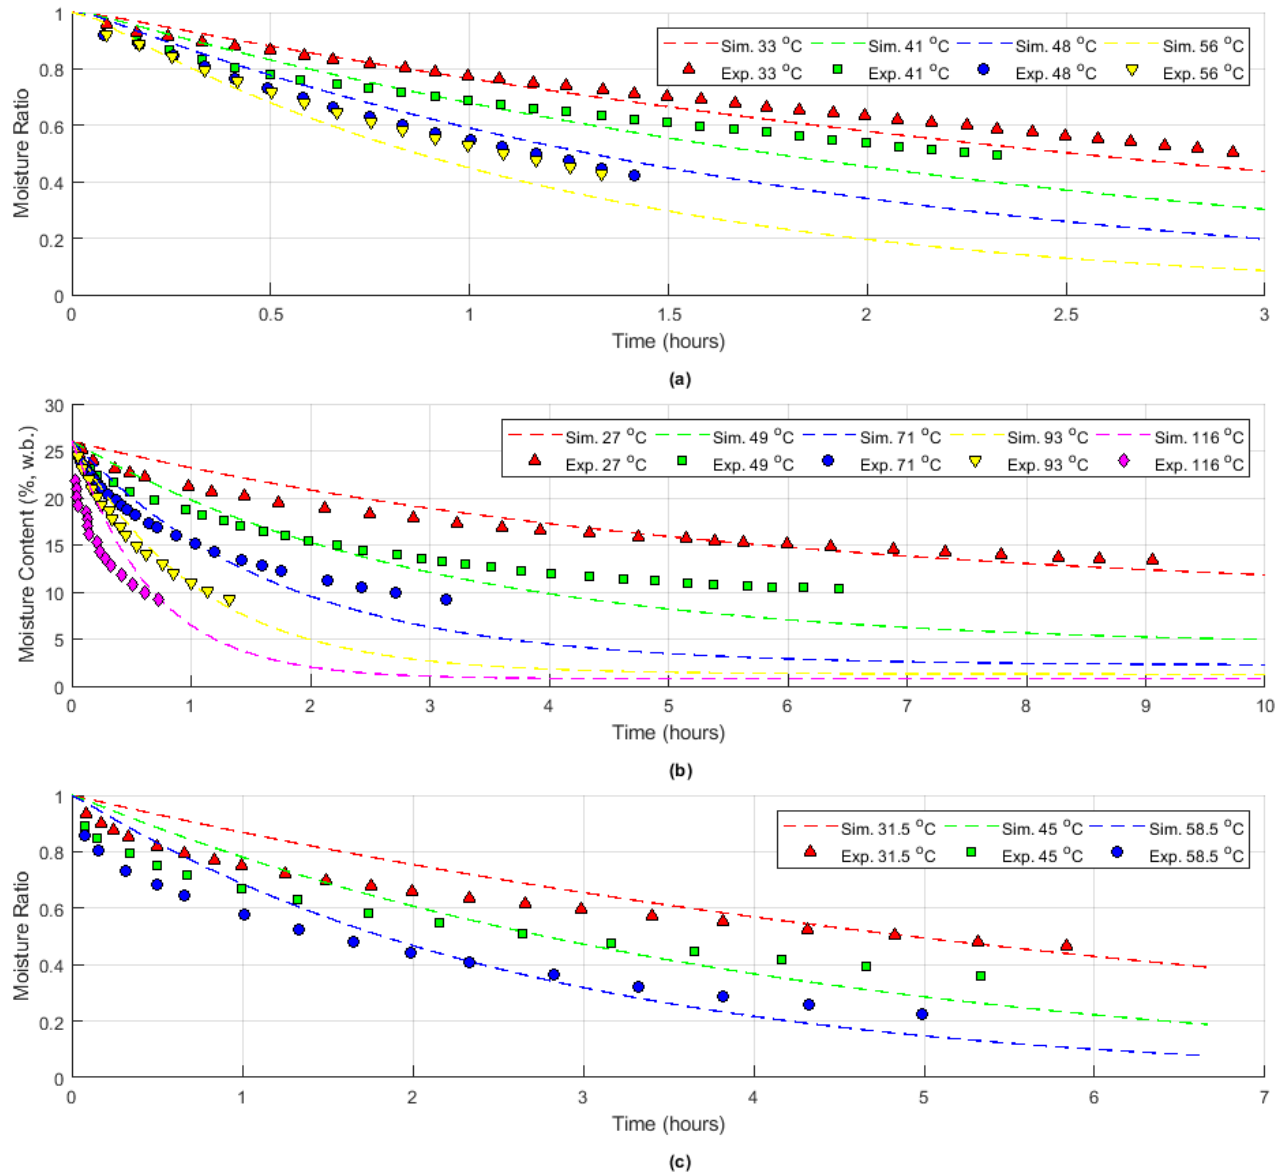 1
0.8
0.6
0.4
0.2
0
Moisture Ratio
Sim. 33 °C Sim. 41 °C Sim. 48 °C Sim. 56 °C
Exp. 33 °C Exp. 41 °C Exp. 48 °C Exp. 56 °C
0 0.5 1 1.5 2 2.5 3
Time (hours)
(a)
30
25
20
15
10
5
0
Moisture Content (%, w.b.)
Sim. 27 °C Sim. 49 °C Sim. 71 °C Sim. 93 °C Sim. 116 °C
Exp. 27 °C Exp. 49 °C Exp. 71 °C Exp. 93 °C Exp. 116 °C
0 1 2 3 4 5 6 7 8 9 10
Time (hours)
(b)
1
0.8
0.6
0.4
0.2
0
Moisture Ratio
Sim. 31.5 °C Sim. 45 °C Sim. 58.5 °C
Exp. 31.5 °C Exp. 45 °C Exp. 58.5 °C
0 1 2 3 4 5 6 7
Time (hours)
(c)